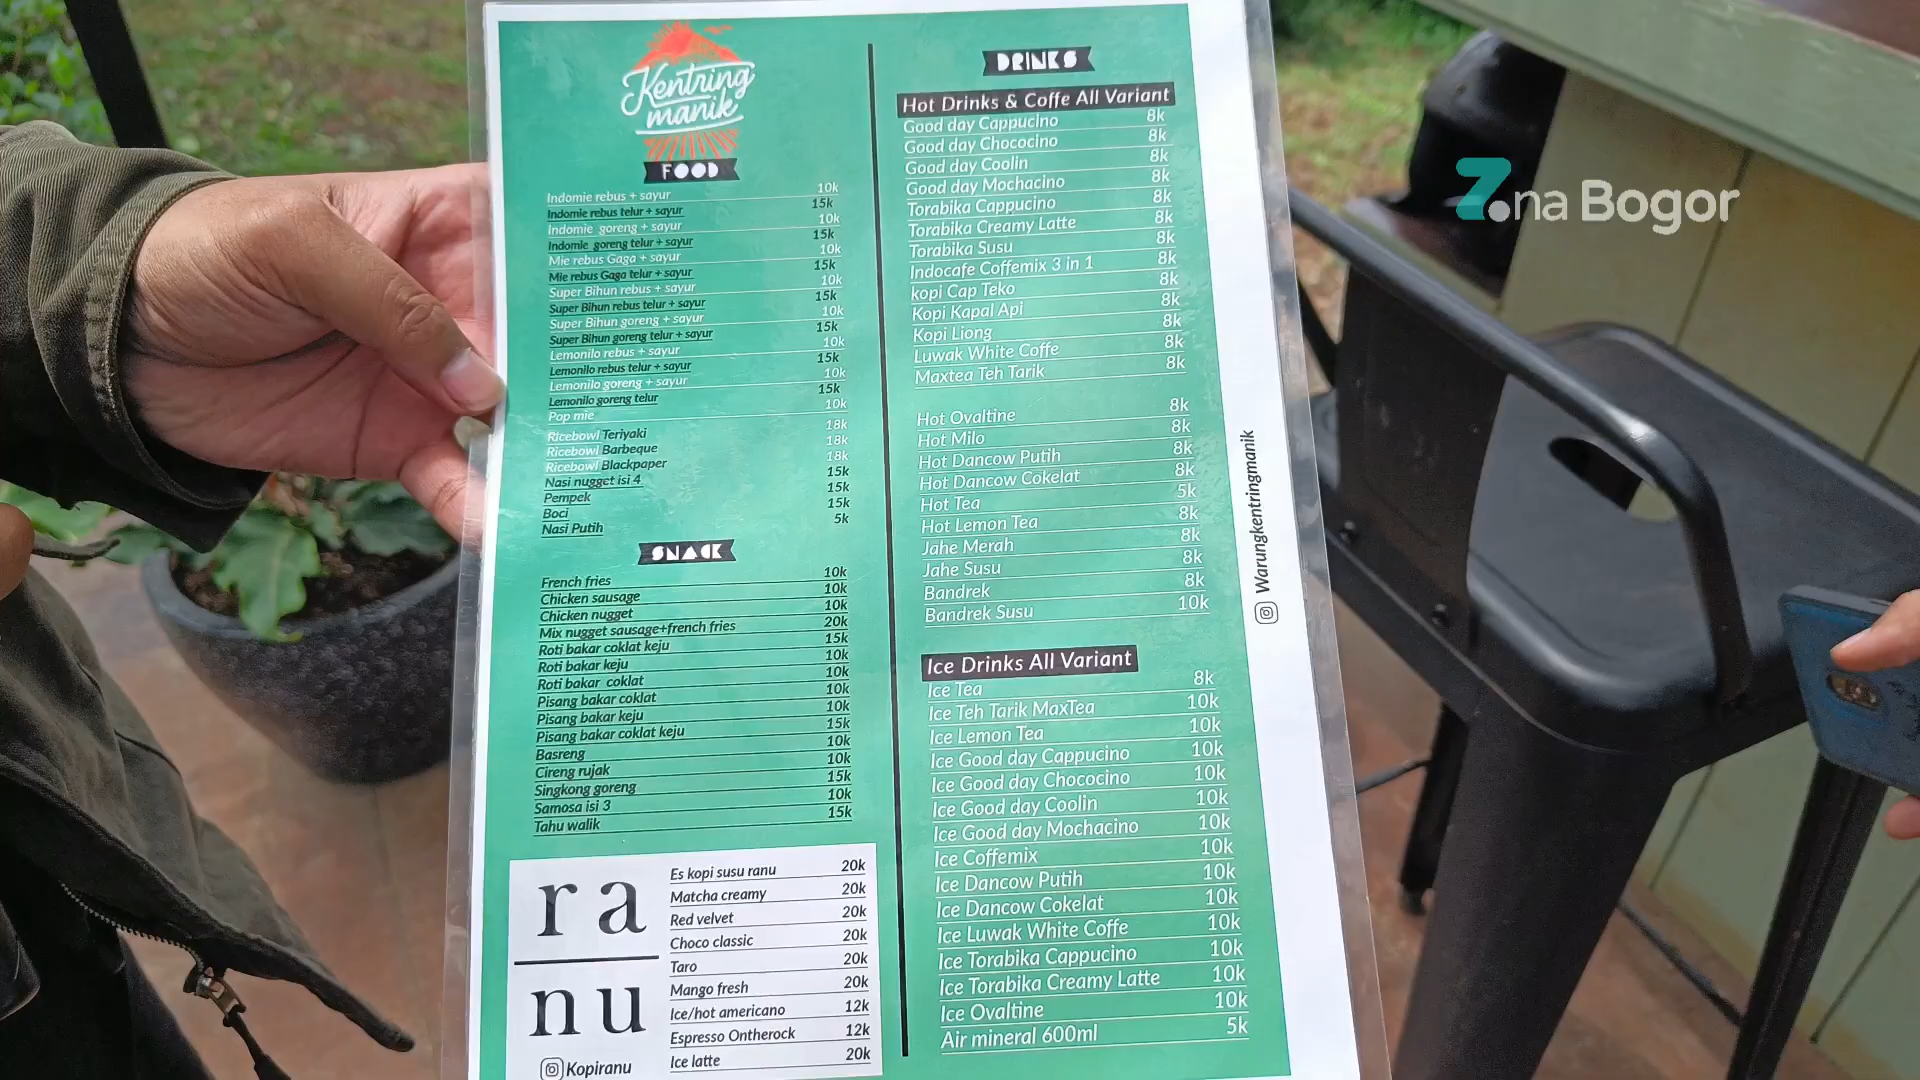 Kentring
manik
FOOD
Indomie rebus + sayur 10k
Indomie rebus telur + sayur 15k
Indomie goreng + sayur 10k
Indomie goreng telur + sayur 15k
Mie rebus Gaga + sayur 10k
Mie rebus Gaga telur + sayur 15k
Super Bihun rebus + sayur 10k
Super Bihun rebus telur + sayur 15k
Super Bihun goreng + sayur 10k
Super Bihun goreng telur + sayur 15k
Lemonilo rebus + sayur 10k
Lemonilo rebus telur + sayur 15k
Lemonilo goreng + sayur 10k
Lemonilo goreng telur 15k
Pop mie 10k
Ricebowl Teriyaki 18k
Ricebowl Barbeque 18k
Ricebowl Blackpaper 18k
Nasi nugget isi 4 15k
Pempek 15k
Boci 15k
Nasi Putih 5k
SNACK
French fries 10k
Chicken sausage 10k
Chicken nugget 10k
Mix nugget sausage+french fries 20k
Roti bakar coklat keju 15k
Roti bakar keju 10k
Roti bakar coklat 10k
Pisang bakar coklat 10k
Pisang bakar keju 10k
Pisang bakar coklat keju 15k
Basreng 10k
Cireng rujak 10k
Singkong goreng 15k
Samosa isi 3 10k
Tahu walik 15k
ra
nu
Kopiranu
Es kopi susu ranu 20k
Matcha creamy 20k
Red velvet 20k
Choco classic 20k
Taro 20k
Mango fresh 20k
Ice/hot americano 12k
Espresso Ontherock 12k
Ice latte 20k
DRINKS
Hot Drinks & Coffe All Variant
Good day Cappucino 8k
Good day Chococino 8k
Good day Coolin 8k
Good day Mochacino 8k
Torabika Cappucino 8k
Torabika Creamy Latte 8k
Torabika Susu 8k
Indocafe Coffemix 3 in 1 8k
kopi Cap Teko 8k
Kopi Kapal Api 8k
Kopi Liong 8k
Luwak White Coffe 8k
Maxtea Teh Tarik 8k
Hot Ovaltine 8k
Hot Milo 8k
Hot Dancow Putih 8k
Hot Dancow Cokelat 8k
Hot Tea 5k
Hot Lemon Tea 8k
Jahe Merah 8k
Jahe Susu 8k
Bandrek 8k
Bandrek Susu 10k
Ice Drinks All Variant
Ice Tea 8k
Ice Teh Tarik MaxTea 10k
Ice Lemon Tea 10k
Ice Good day Cappucino 10k
Ice Good day Chococino 10k
Ice Good day Coolin 10k
Ice Good day Mochacino 10k
Ice Coffemix 10k
Ice Dancow Putih 10k
Ice Dancow Cokelat 10k
Ice Luwak White Coffe 10k
Ice Torabika Cappucino 10k
Ice Torabika Creamy Latte 10k
Ice Ovaltine 10k
Air mineral 600ml 5k
Warungkentringmanik
Zona Bogor